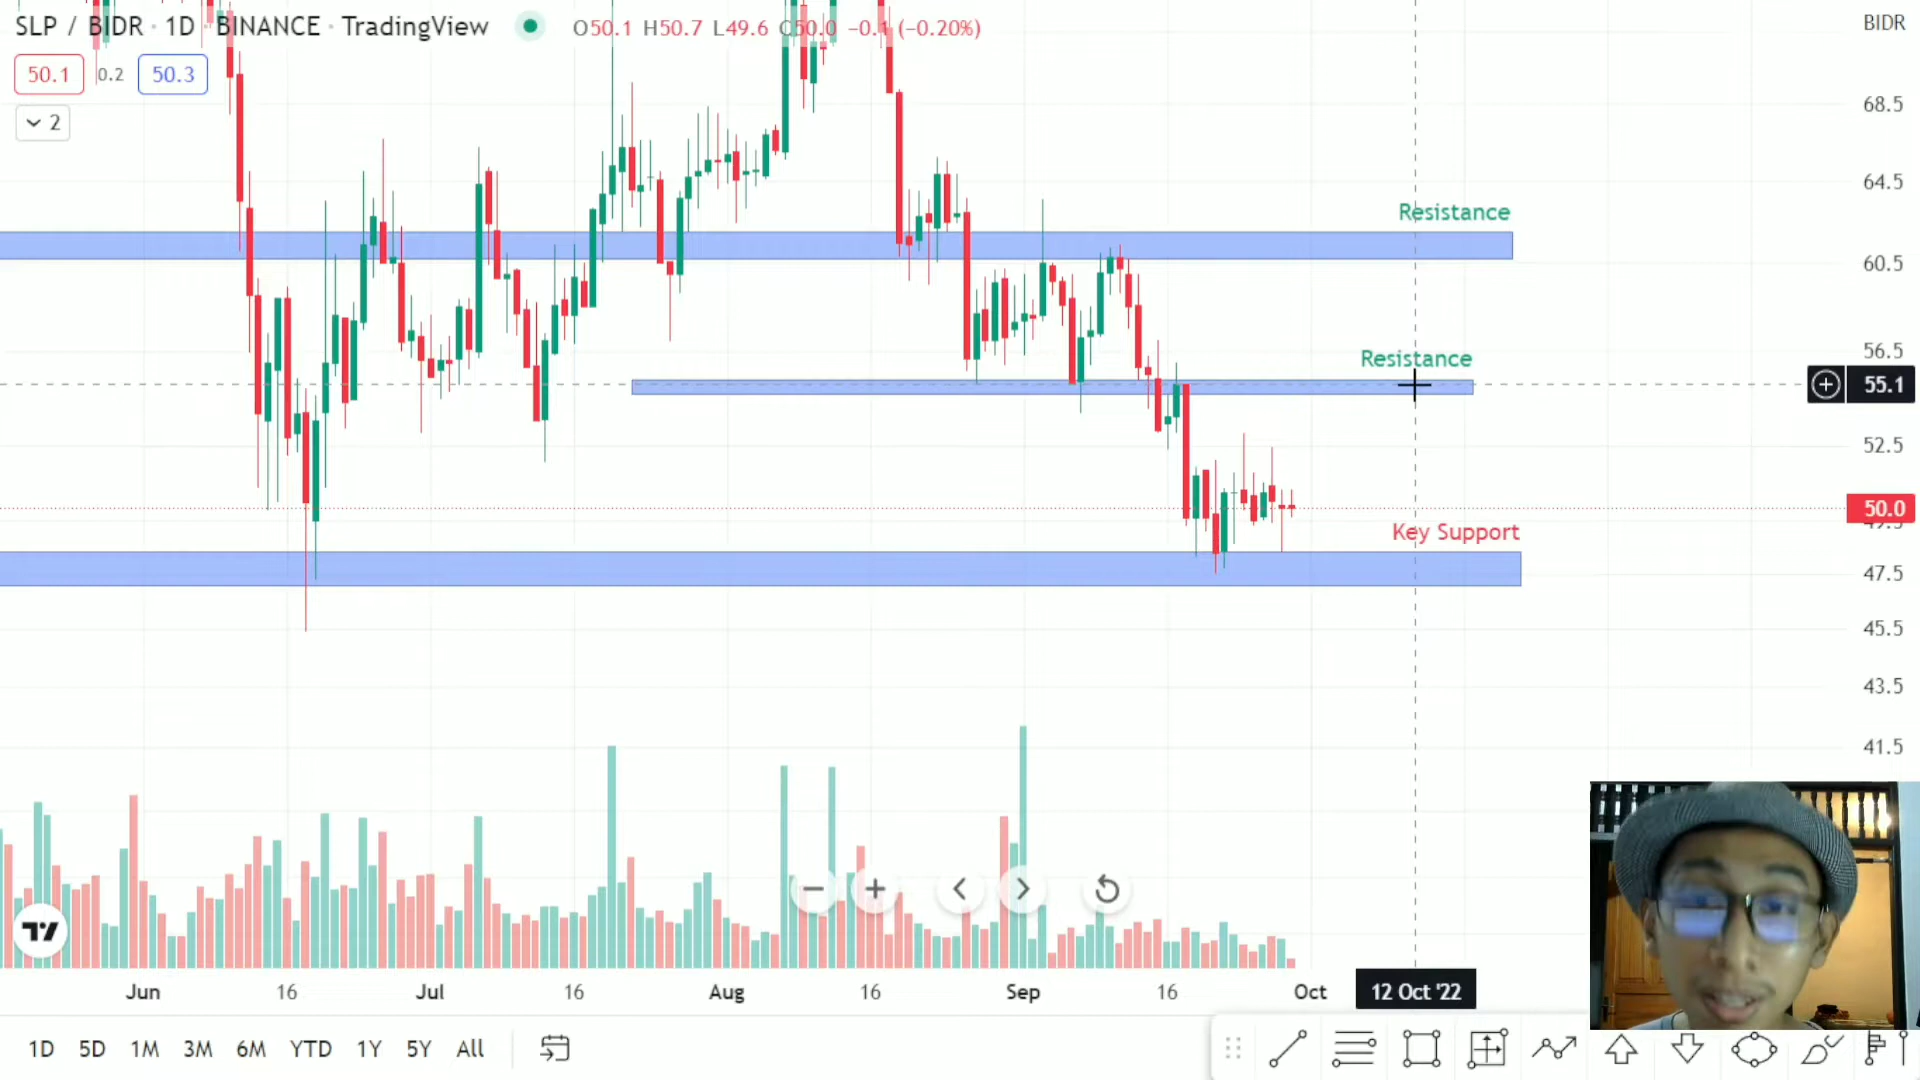 SLP / BIDR · 1D · BINANCE · TradingView
O50.1 H50.7 L49.6 C50.0 −0.1 (−0.20%)
BIDR
50.1 0.2 50.3
2
68.5
64.5
Resistance
60.5
56.5
Resistance
55.1
52.5
50.0
Key Support
47.5
45.5
43.5
41.5
Jun 16 Jul 16 Aug 16 Sep 16 Oct 12 Oct '22
1D 5D 1M 3M 6M YTD 1Y 5Y All